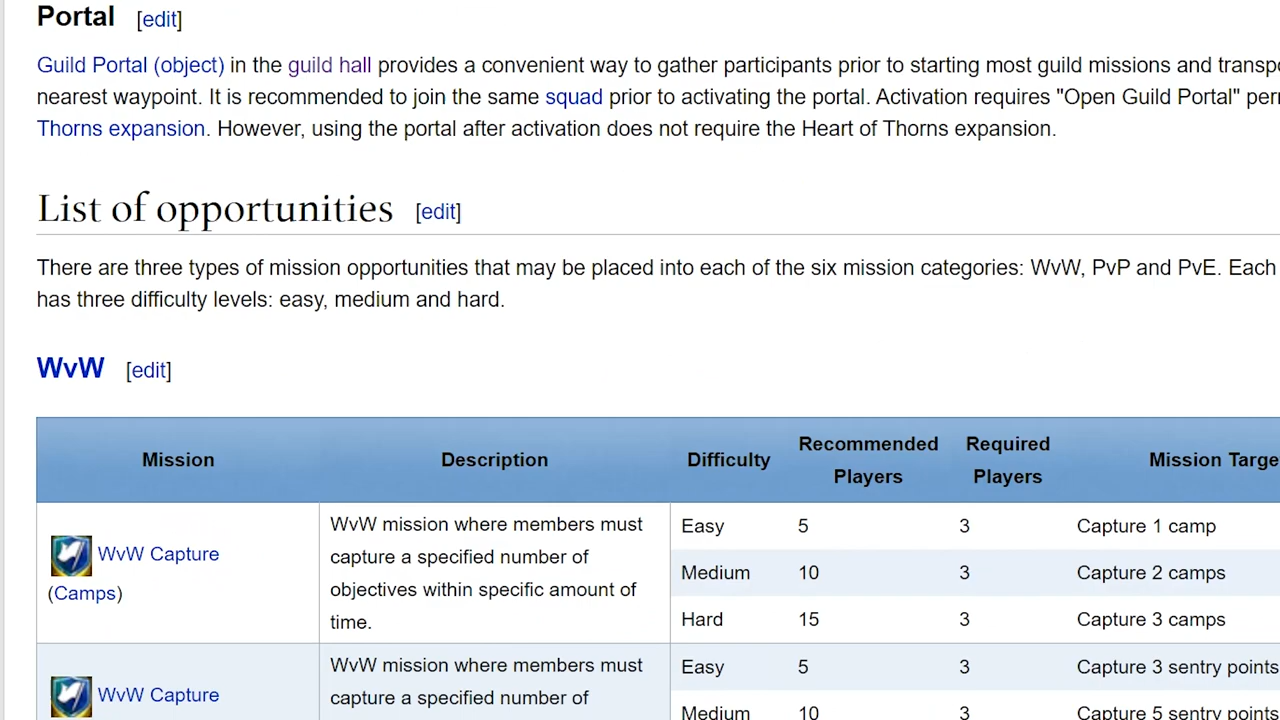 Portal [edit]
Guild Portal (object) in the guild hall provides a convenient way to gather participants prior to starting most guild missions and
nearest waypoint. It is recommended to join the same squad prior to activating the portal. Activation requires "Open Guild Portal"
Thorns expansion. However, using the portal after activation does not require the Heart of Thorns expansion.
List of opportunities [edit]
There are three types of mission opportunities that may be placed into each of the six mission categories: WvW, PvP and PvE. Each
has three difficulty levels: easy, medium and hard.
WvW [edit]
Mission Description Difficulty Recommended Players Required Players Mission
WvW Capture (Camps)
WvW mission where members must
capture a specified number of
objectives within specific amount of
time.
Easy 5 3 Capture 1 camp
Medium 10 3 Capture 2 camps
Hard 15 3 Capture 3 camps
WvW Capture
WvW mission where members must
capture a specified number of
Easy 5 3 Capture 3 sentry points
Medium 10 3 Capture 5 sentry points